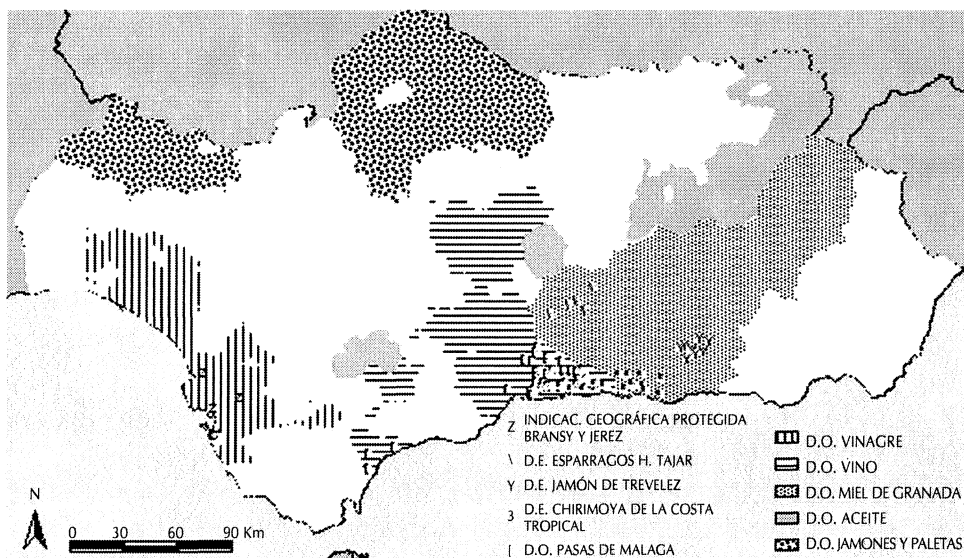 Z INDICAC. GEOGRÁFICA PROTEGIDA
BRANSY Y JEREZ
\ D.E. ESPARRAGOS H. TAJAR
Y D.E. JAMÓN DE TREVELEZ
3 D.E. CHIRIMOYA DE LA COSTA
TROPICAL
[ D.O. PASAS DE MALAGA
D.O. VINAGRE
D.O. VINO
D.O. MIEL DE GRANADA
D.O. ACEITE
D.O. JAMONES Y PALETAS
N
0 30 60 90 Km